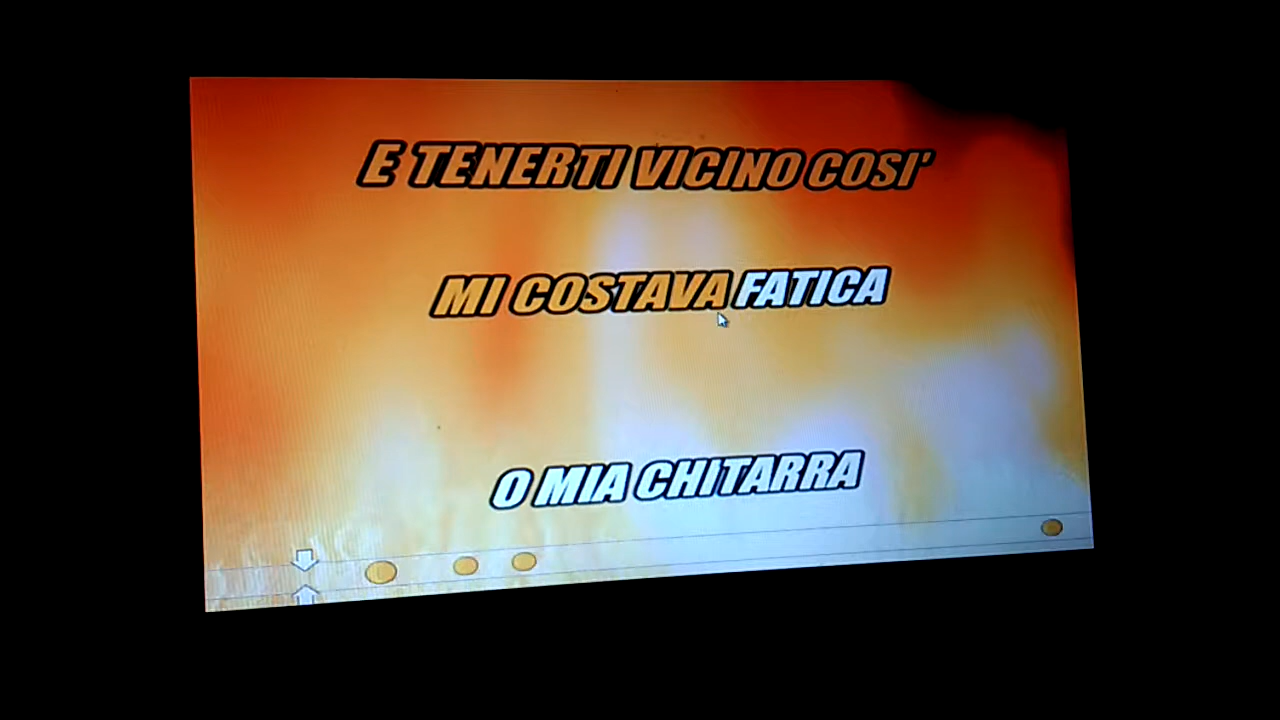 E TENERTI VICINO COSI'
MI COSTAVA FATICA
O MIA CHITARRA